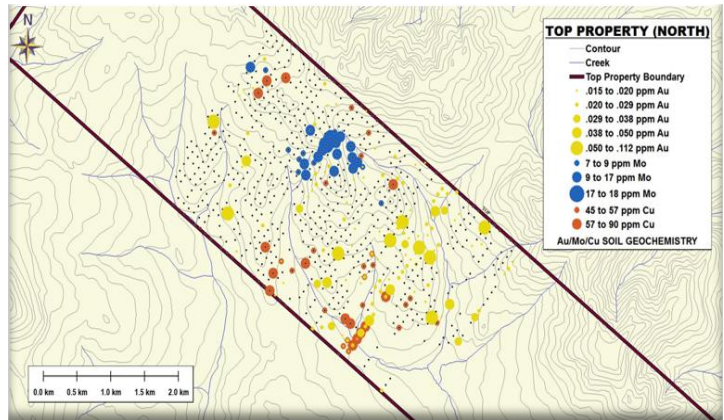 N
TOP PROPERTY (NORTH)
Contour
Creek
Top Property Boundary
.015 to .020 ppm Au
.020 to .029 ppm Au
.029 to .038 ppm Au
.038 to .050 ppm Au
.050 to .112 ppm Au
7 to 9 ppm Mo
9 to 17 ppm Mo
17 to 18 ppm Mo
45 to 57 ppm Cu
57 to 90 ppm Cu
Au/Mo/Cu SOIL GEOCHEMISTRY
0.0 km 0.5 km 1.0 km 1.5 km 2.0 km